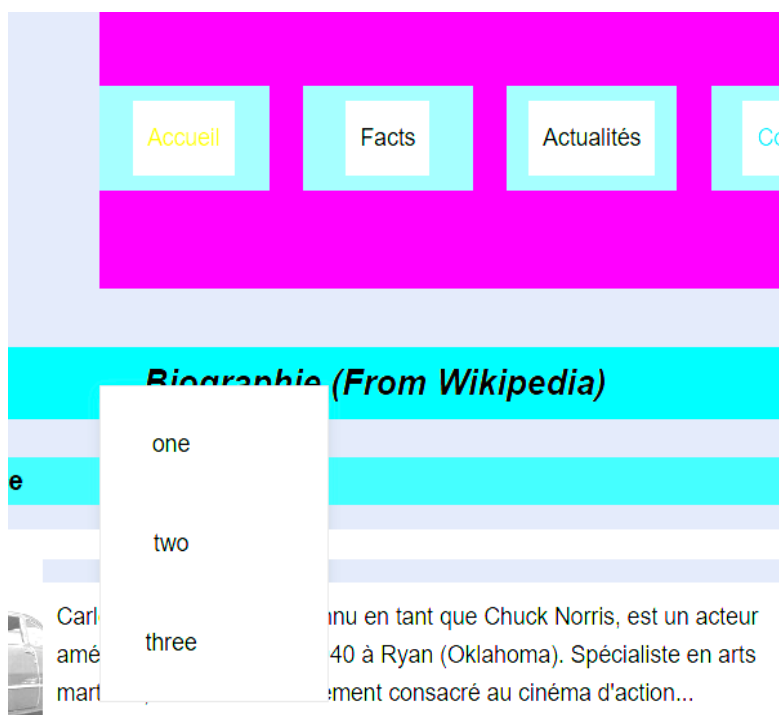 Accueil Facts Actualités
Biographie (From Wikipedia)
one
e
two
Carl nnu en tant que Chuck Norris, est un acteur
three
amé 40 à Ryan (Oklahoma). Spécialiste en arts
mart ement consacré au cinéma d'action...